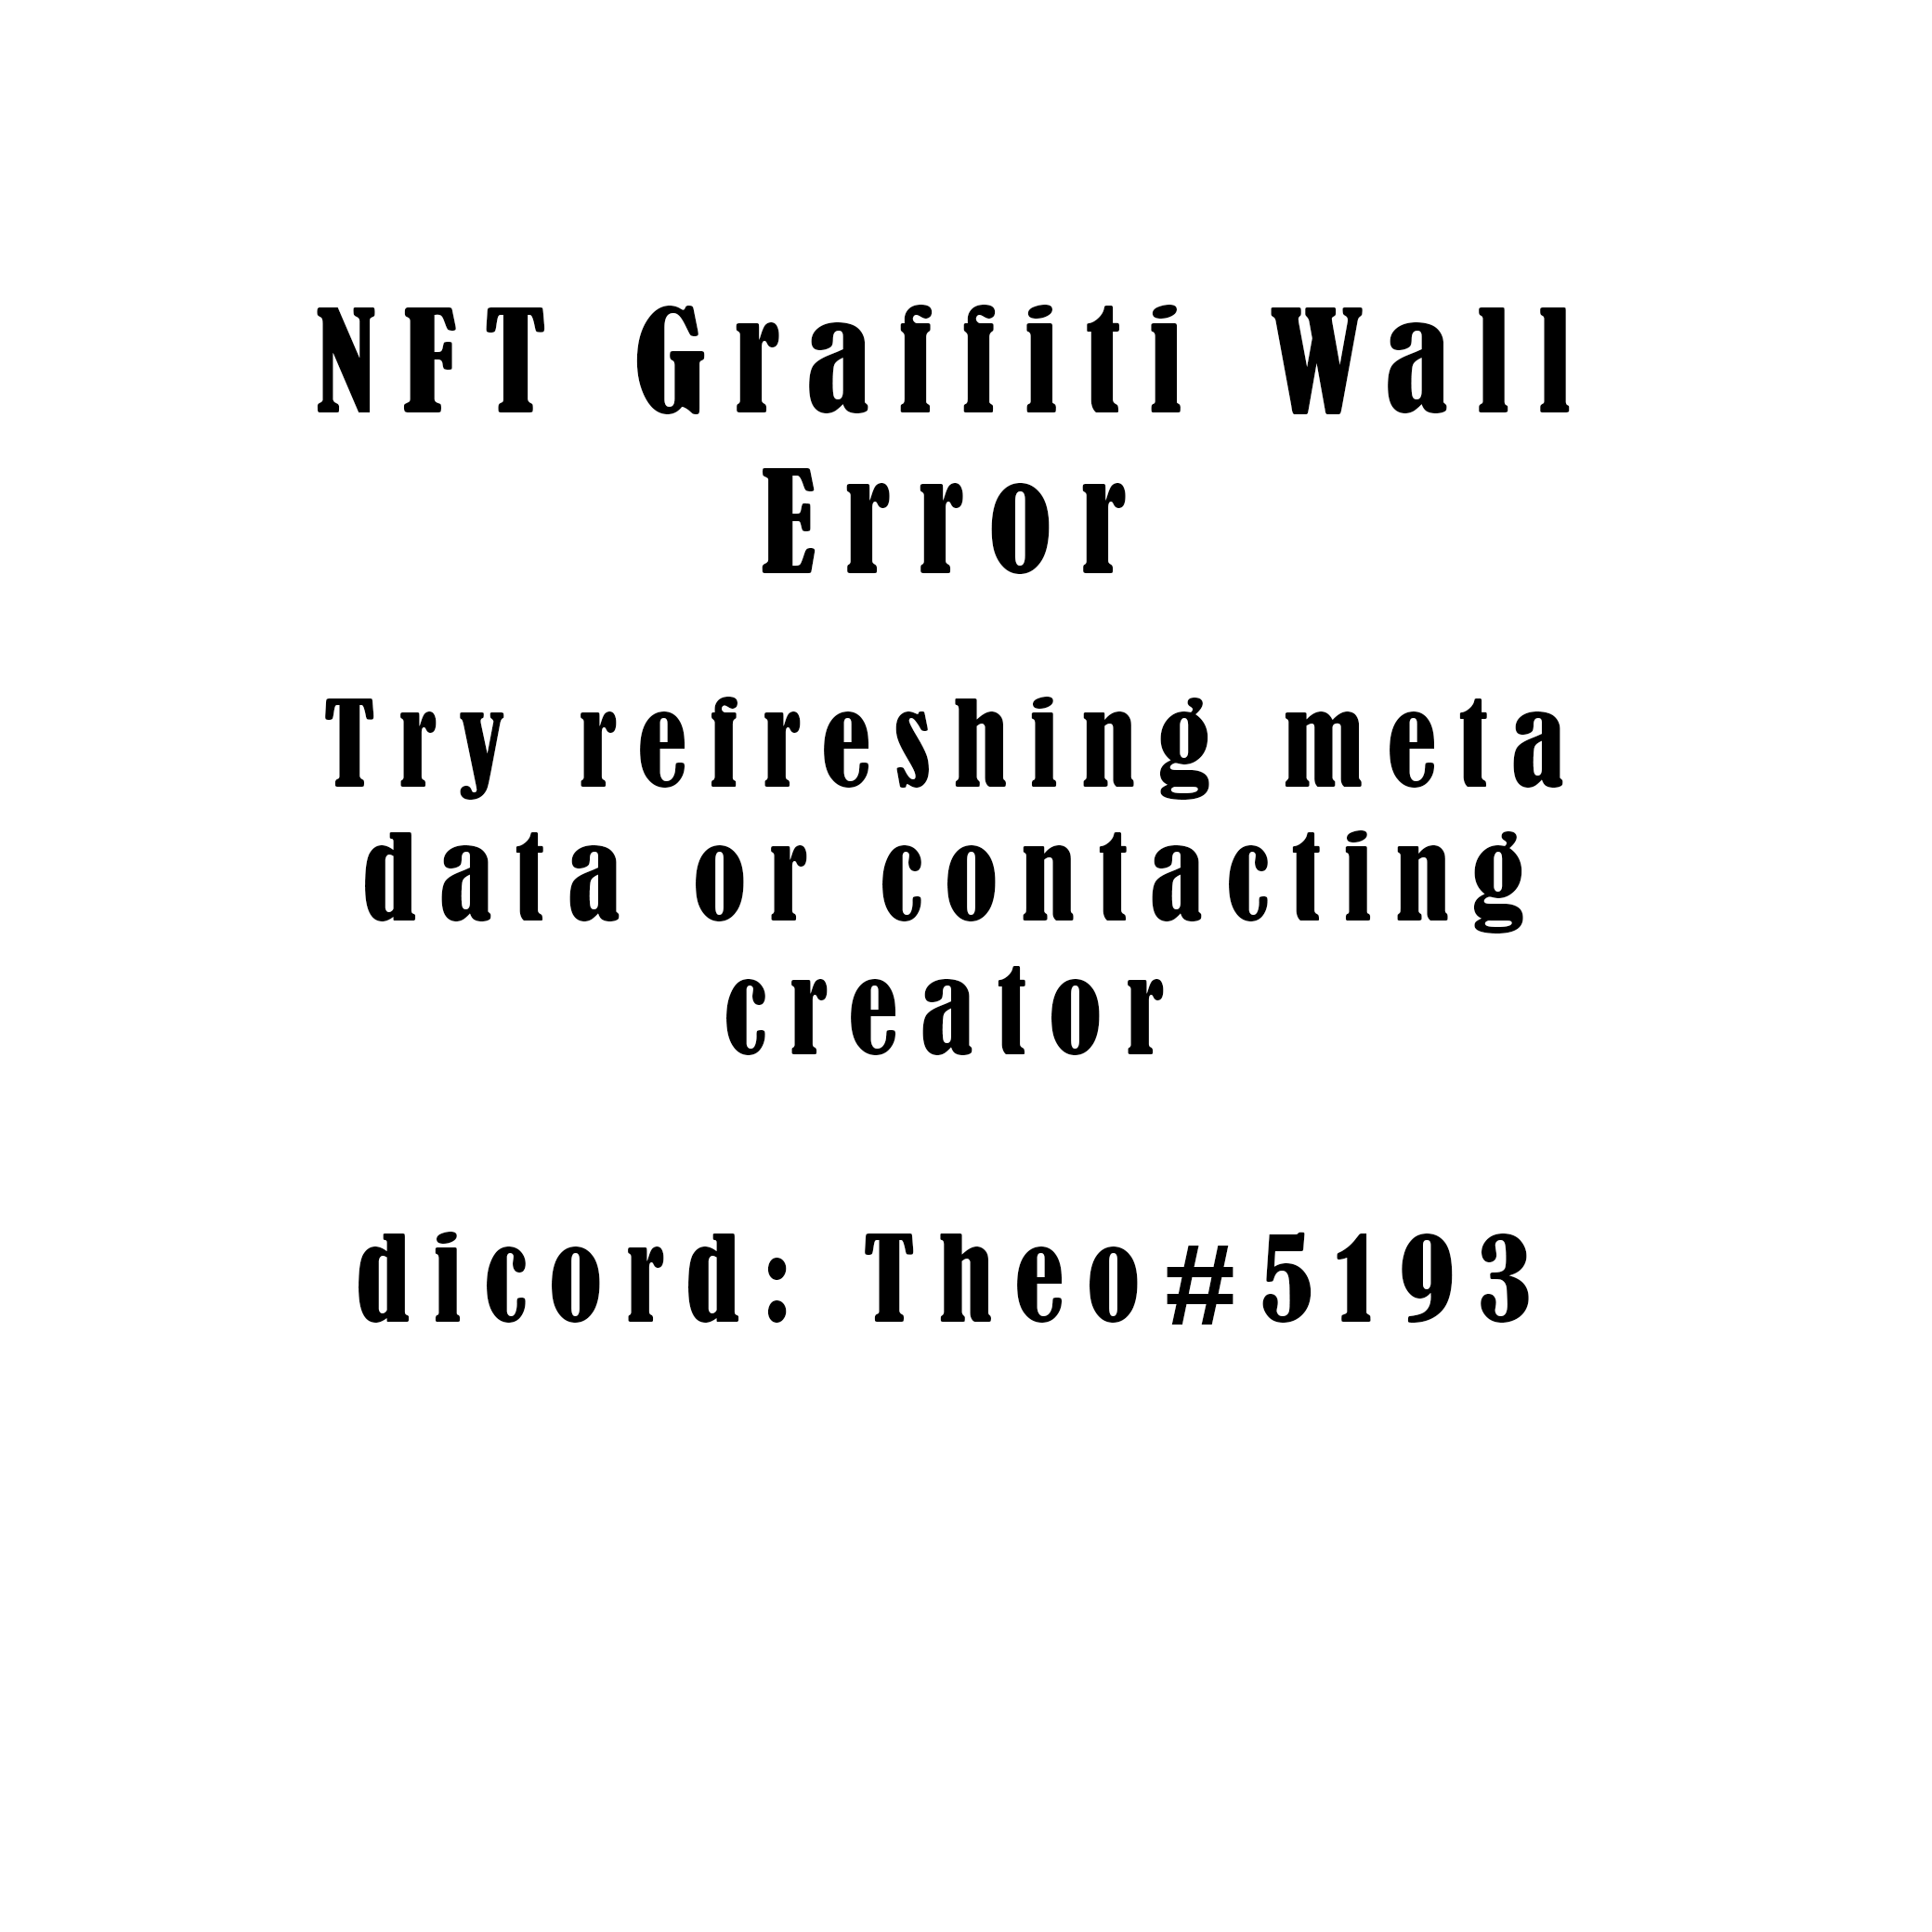 NFT Graffiti Wall
Error
Try refreshing meta
data or contacting
creator
dicord: Theo#5193